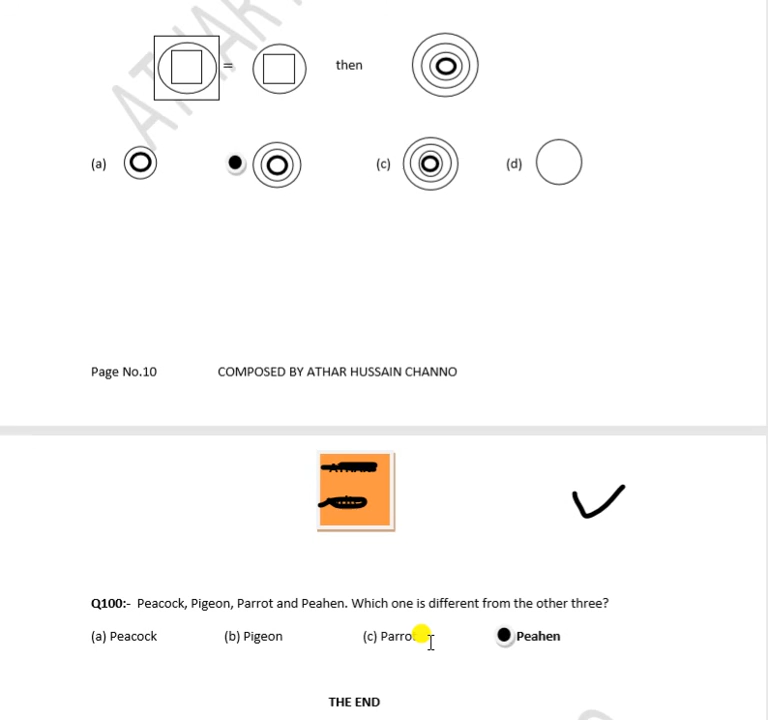 = then
(a) (c) (d)
Page No.10 COMPOSED BY ATHAR HUSSAIN CHANNO
Q100:- Peacock, Pigeon, Parrot and Peahen. Which one is different from the other three?
(a) Peacock (b) Pigeon (c) Parro Peahen
THE END